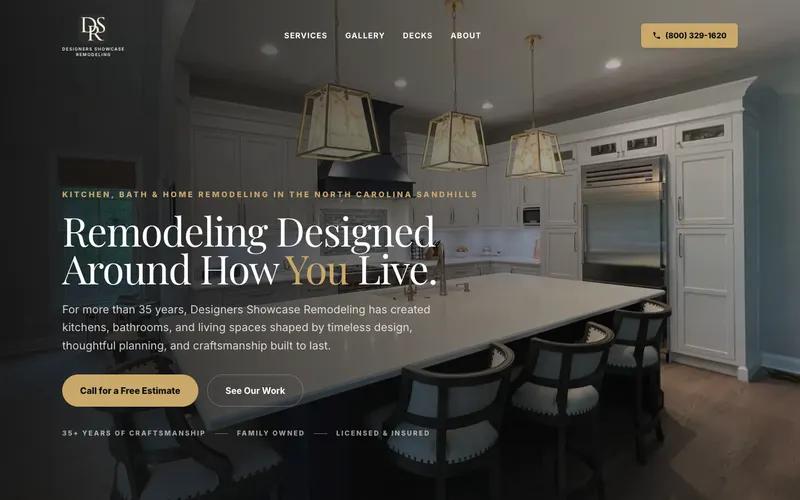 DRS
DESIGNERS SHOWCASE
REMODELING
SERVICES GALLERY DECKS ABOUT
(800) 329-1620
KITCHEN, BATH & HOME REMODELING IN THE NORTH CAROLINA SANDHILLS
Remodeling Designed
Around How You Live.
For more than 35 years, Designers Showcase Remodeling has created
kitchens, bathrooms, and living spaces shaped by timeless design,
thoughtful planning, and craftsmanship built to last.
Call for a Free Estimate See Our Work
35+ YEARS OF CRAFTSMANSHIP — FAMILY OWNED — LICENSED & INSURED